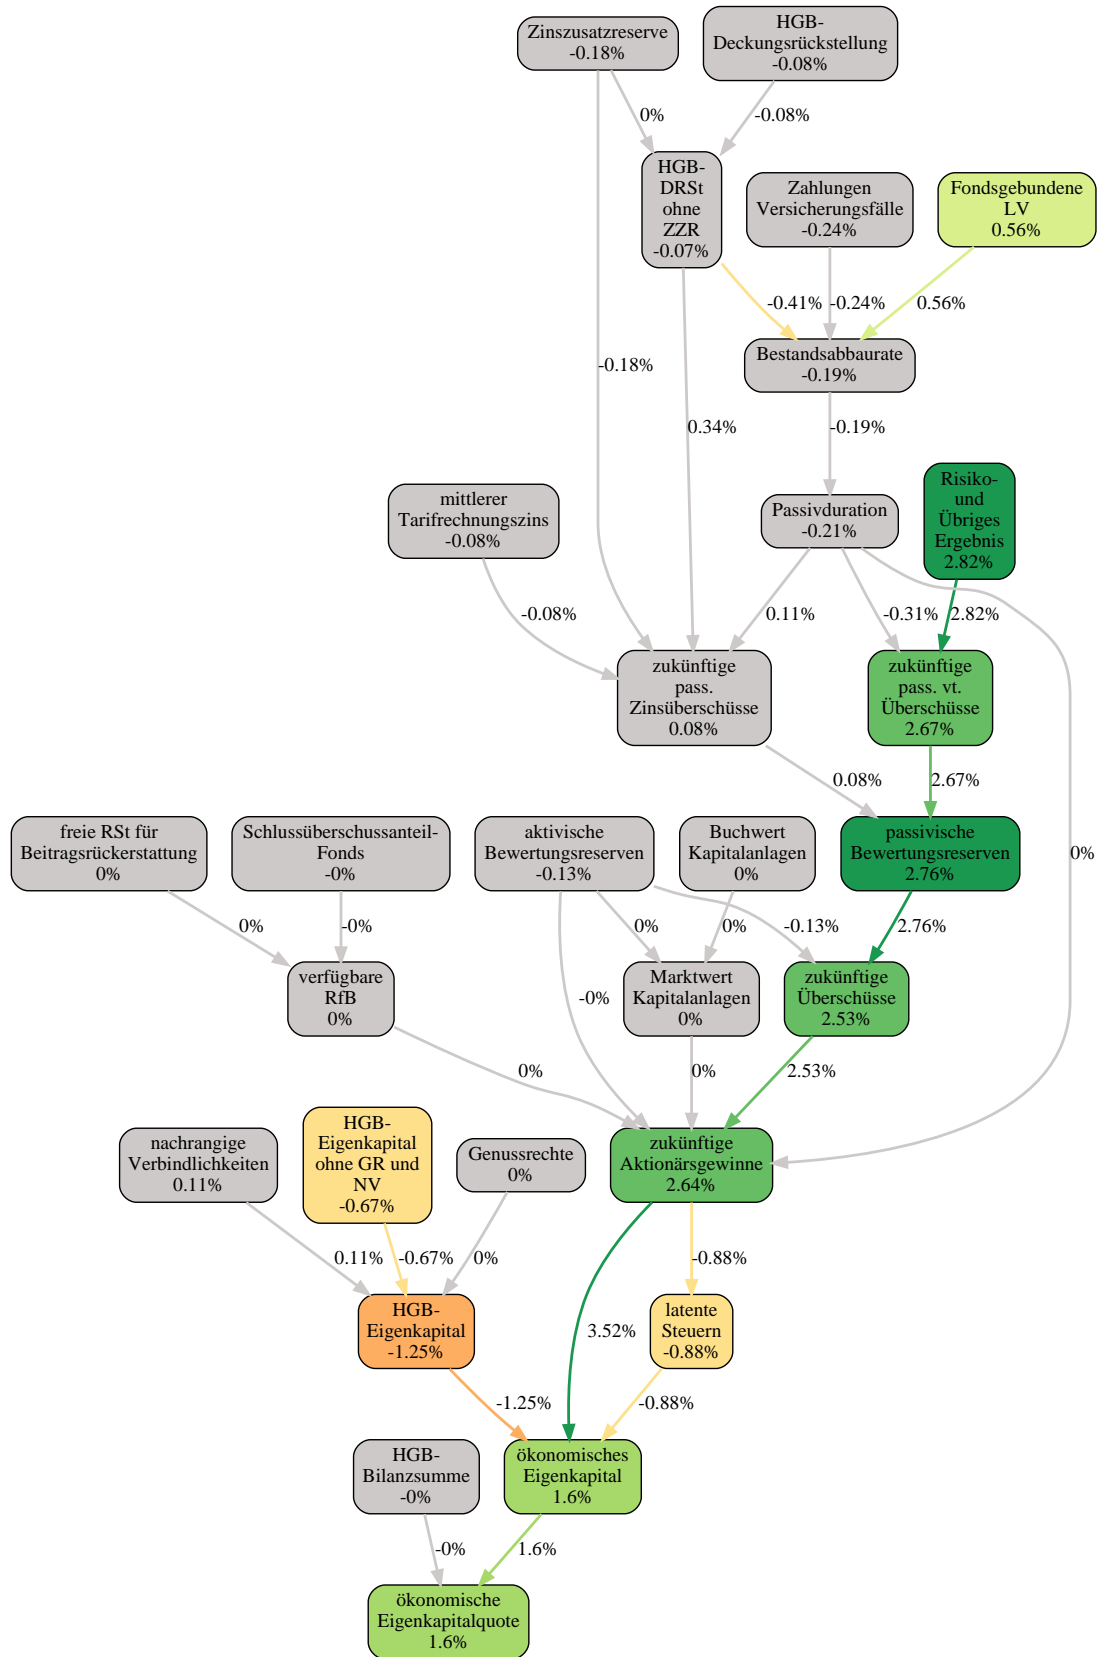 Zinszusatzreserve
-0.18%
HGB-
Deckungsrückstellung
-0.08%
0%
-0.08%
HGB-
DRSt
ohne
ZZR
-0.07%
Zahlungen
Versicherungsfälle
-0.24%
Fondsgebundene
LV
0.56%
-0.41%
-0.24%
0.56%
Bestandsabbaurate
-0.19%
-0.18%
0.34%
-0.19%
mittlerer
Tarifrechnungszins
-0.08%
Passivduration
-0.21%
Risiko-
und
Übriges
Ergebnis
2.82%
-0.08%
0.11%
-0.31%
2.82%
zukünftige
pass.
Zinsüberschüsse
0.08%
zukünftige
pass. vt.
Überschüsse
2.67%
0.08%
2.67%
freie RSt für
Beitragsrückerstattung
0%
Schlussüberschussanteil-
Fonds
-0%
aktivische
Bewertungsreserven
-0.13%
Buchwert
Kapitalanlagen
0%
passivische
Bewertungsreserven
2.76%
0%
0%
-0%
0%
0%
-0.13%
2.76%
verfügbare
RfB
0%
-0%
Marktwert
Kapitalanlagen
0%
zukünftige
Überschüsse
2.53%
0%
0%
2.53%
nachrangige
Verbindlichkeiten
0.11%
HGB-
Eigenkapital
ohne GR und
NV
-0.67%
Genussrechte
0%
zukünftige
Aktionärsgewinne
2.64%
0.11%
-0.67%
0%
-0.88%
HGB-
Eigenkapital
-1.25%
3.52%
latente
Steuern
-0.88%
-1.25%
-0.88%
HGB-
Bilanzsumme
-0%
ökonomisches
Eigenkapital
1.6%
-0%
1.6%
ökonomische
Eigenkapitalquote
1.6%